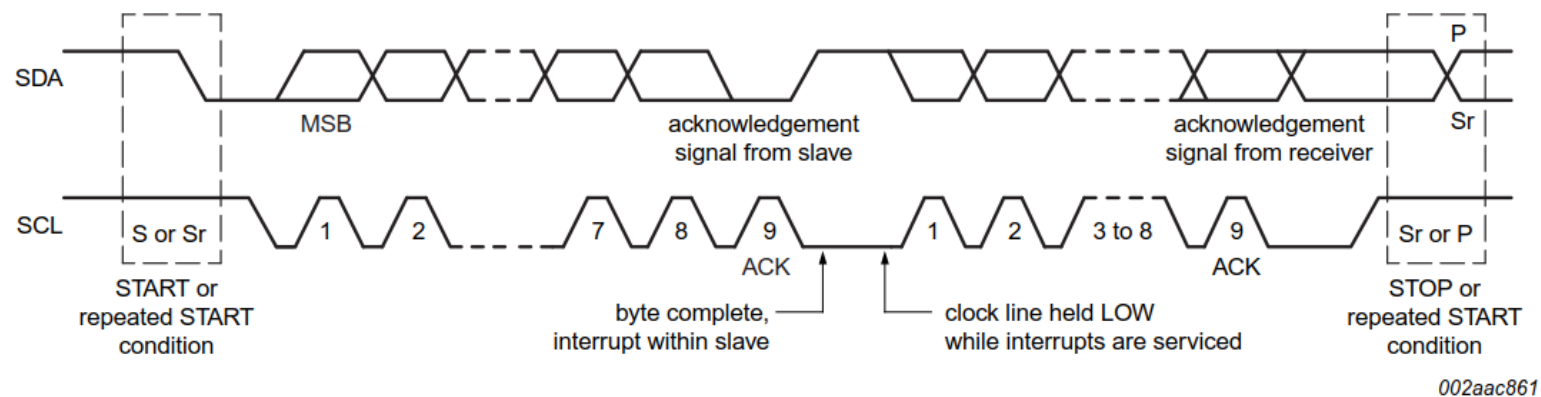 P
SDA
MSB
acknowledgement
signal from slave
acknowledgement
signal from receiver
Sr
SCL
S or Sr
1
2
7
8
9
1
2
3 to 8
9
Sr or P
ACK
ACK
START or
repeated START
condition
byte complete,
interrupt within slave
clock line held LOW
while interrupts are serviced
STOP or
repeated START
condition
002aac861